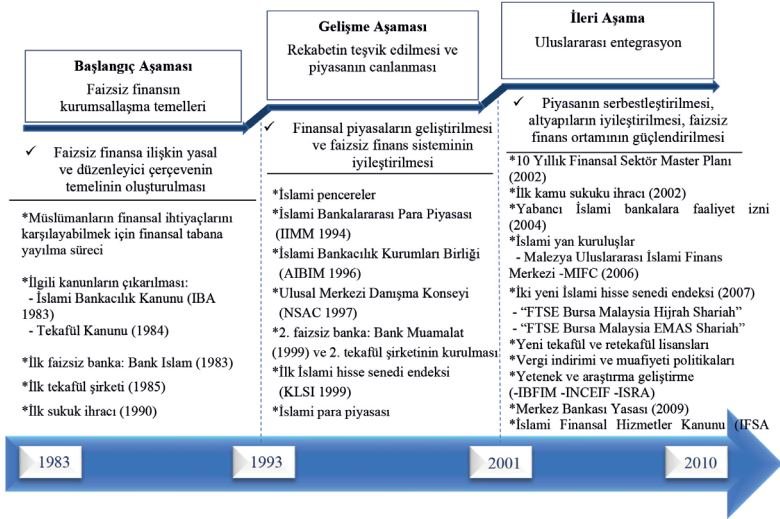 Başlangıç Aşaması
Faizsiz finansın
kurumsallaşma temelleri
✓ Faizsiz finansa ilişkin yasal
ve düzenleyici çerçevenin
temelinin oluşturulması
*Müslümanların finansal ihtiyaçlarını
karşılayabilmek için finansal tabana
yayılma süreci
*İlgili kanunların çıkarılması:
- İslami Bankacılık Kanunu (IBA
1983)
- Tekafül Kanunu (1984)
*İlk faizsiz banka: Bank Islam (1983)
*İlk tekafül şirketi (1985)
*İlk sukuk ihracı (1990)
Gelişme Aşaması
Rekabetin teşvik edilmesi ve
piyasanın canlanması
✓ Finansal piyasaların geliştirilmesi
ve faizsiz finans sisteminin
iyileştirilmesi
*İslami pencereler
*İslami Bankalararası Para Piyasası
(IIMM 1994)
*İslami Bankacılık Kurumları Birliği
(AIBIM 1996)
*Ulusal Merkezi Danışma Konseyi
(NSAC 1997)
*2. faizsiz banka: Bank Muamalat
(1999) ve 2. tekafül şirketinin kurulması
*İlk İslami hisse senedi endeksi
(KLSI 1999)
*İslami para piyasası
İleri Aşama
Uluslararası entegrasyon
✓ Piyasanın serbestleştirilmesi,
altyapıların iyileştirilmesi, faizsiz
finans ortamının güçlendirilmesi
*10 Yıllık Finansal Sektör Master Planı
(2002)
*İlk kamu sukuku ihracı (2002)
*Yabancı İslami bankalara faaliyet izni
(2004)
*İslami yan kuruluşlar
- Malezya Uluslararası İslami Finans
Merkezi -MIFC (2006)
*İki yeni İslami hisse senedi endeksi (2007)
- “FTSE Bursa Malaysia Hijrah Shariah”
- “FTSE Bursa Malaysia EMAS Shariah”
*Yeni tekafül ve retekafül lisansları
*Vergi indirimi ve muafiyeti politikaları
*Yetenek ve araştırma geliştirme
(-IBFIM -INCEIF -ISRA)
*Merkez Bankası Yasası (2009)
*İslami Finansal Hizmetler Kanunu (IFSA
1983
1993
2001
2010